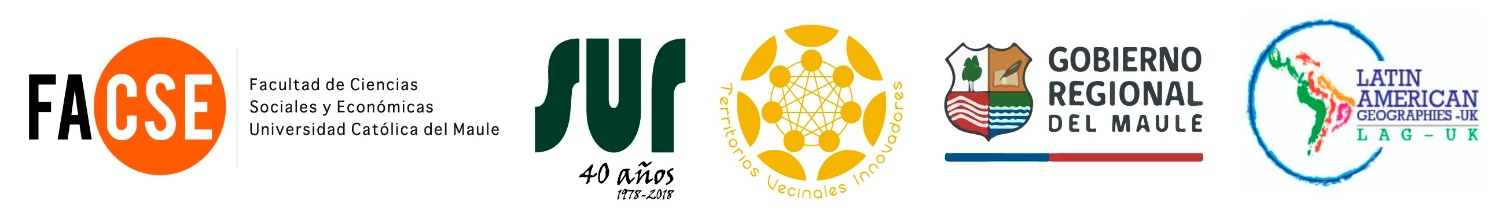 FACSE
Facultad de Ciencias
Sociales y Económicas
Universidad Católica del Maule
sur
40 años
1978-2018
Territorios Vecinales Innovadores
GOBIERNO
REGIONAL
DEL MAULE
LATIN
AMERICAN
GEOGRAPHIES-UK
LAG-UK